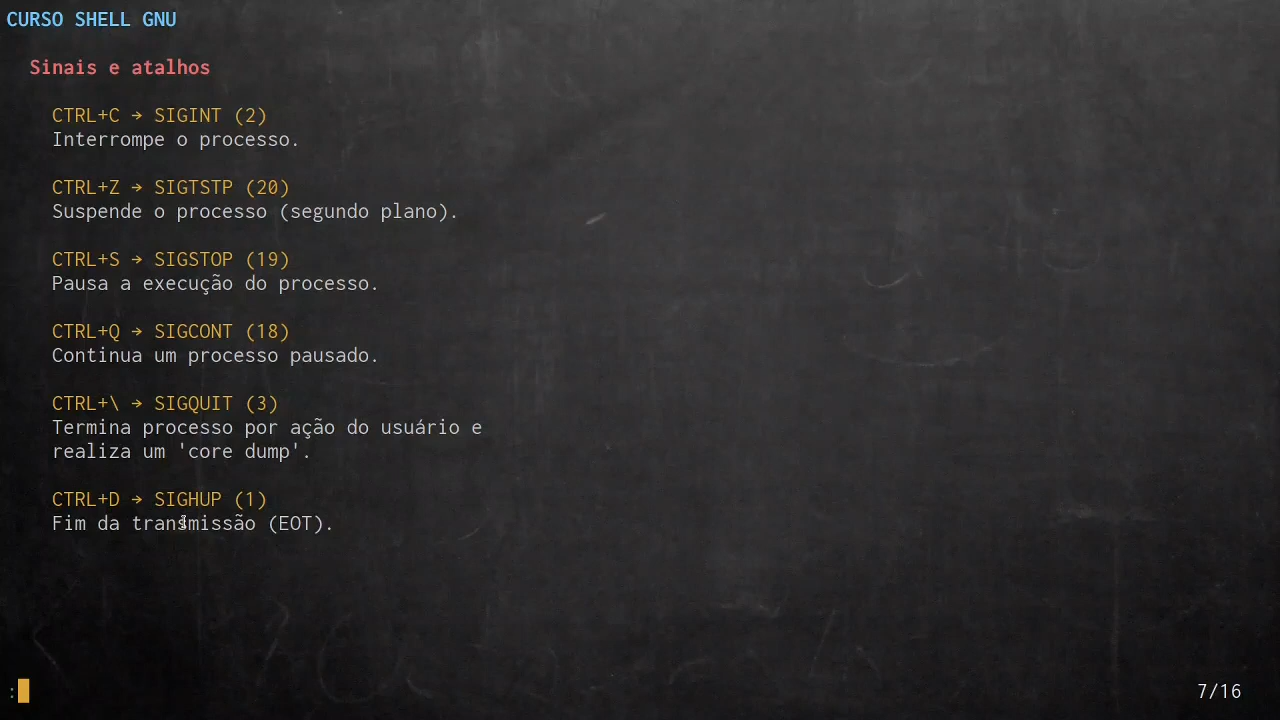 CURSO SHELL GNU
Sinais e atalhos
CTRL+C → SIGINT (2)
Interrompe o processo.
CTRL+Z → SIGTSTP (20)
Suspende o processo (segundo plano).
CTRL+S → SIGSTOP (19)
Pausa a execução do processo.
CTRL+Q → SIGCONT (18)
Continua um processo pausado.
CTRL+\ → SIGQUIT (3)
Termina processo por ação do usuário e
realiza um 'core dump'.
CTRL+D → SIGHUP (1)
Fim da transmissão (EOT).
:
7/16